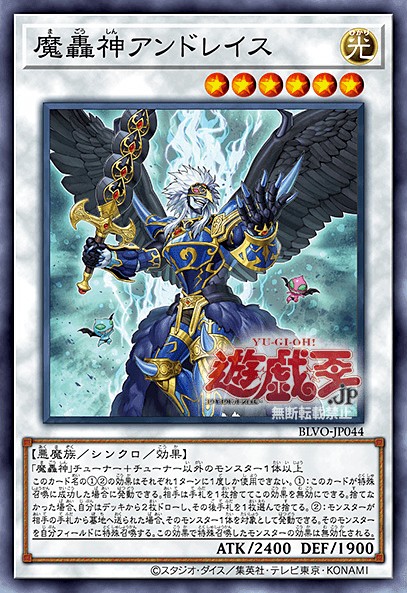 魔轟神アンドレイス
光
YU-GI-OH!
遊戯王
.JP
無断転載禁止
BLVO-JP044
【悪魔族/シンクロ/効果】
「魔轟神」チューナー+チューナー以外のモンスター1体以上
このカード名の①②の効果はそれぞれ1ターンに1度しか使用できない。①:このカードが特殊
召喚に成功した場合に発動できる。相手は手札を1枚捨ててこの効果を無効にできる。捨てな
かった場合、自分はデッキから2枚ドローし、その後手札を1枚選んで捨てる。②:モンスターが
相手の手札から墓地へ送られた場合、そのモンスター1体を対象として発動できる。そのモンスター
を自分フィールドに特殊召喚する。この効果で特殊召喚したモンスターの効果は無効化される。
ATK/2400 DEF/1900
©スタジオ・ダイス/集英社・テレビ東京・KONAMI